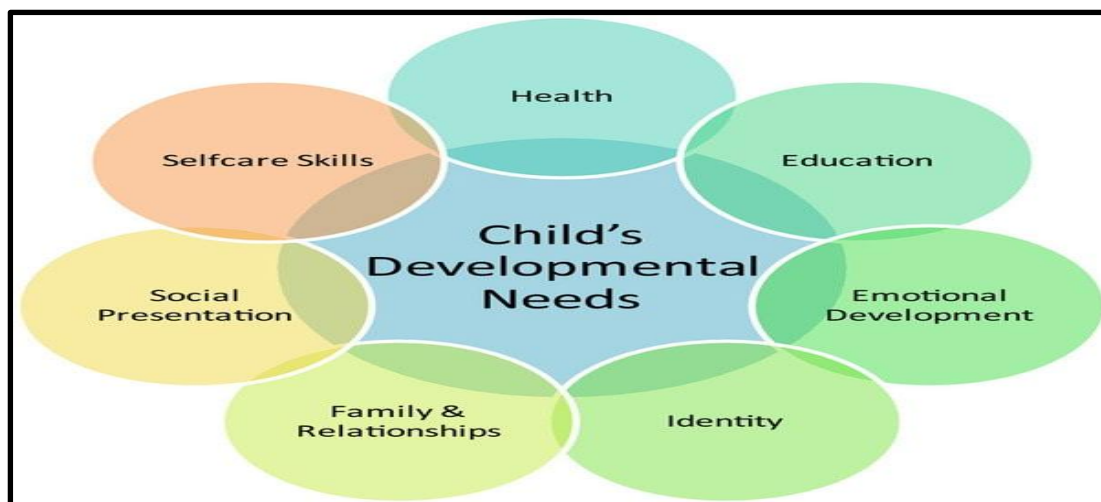 Health
Selfcare Skills
Education
Child's
Developmental
Needs
Social
Presentation
Emotional
Development
Family &
Relationships
Identity